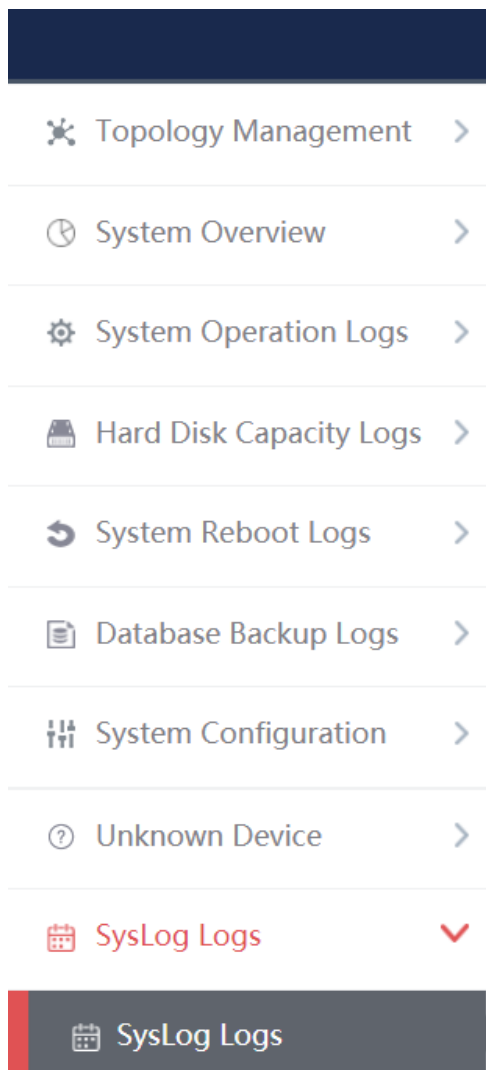 Topology Management
System Overview
System Operation Logs
Hard Disk Capacity Logs
System Reboot Logs
Database Backup Logs
System Configuration
Unknown Device
SysLog Logs
SysLog Logs